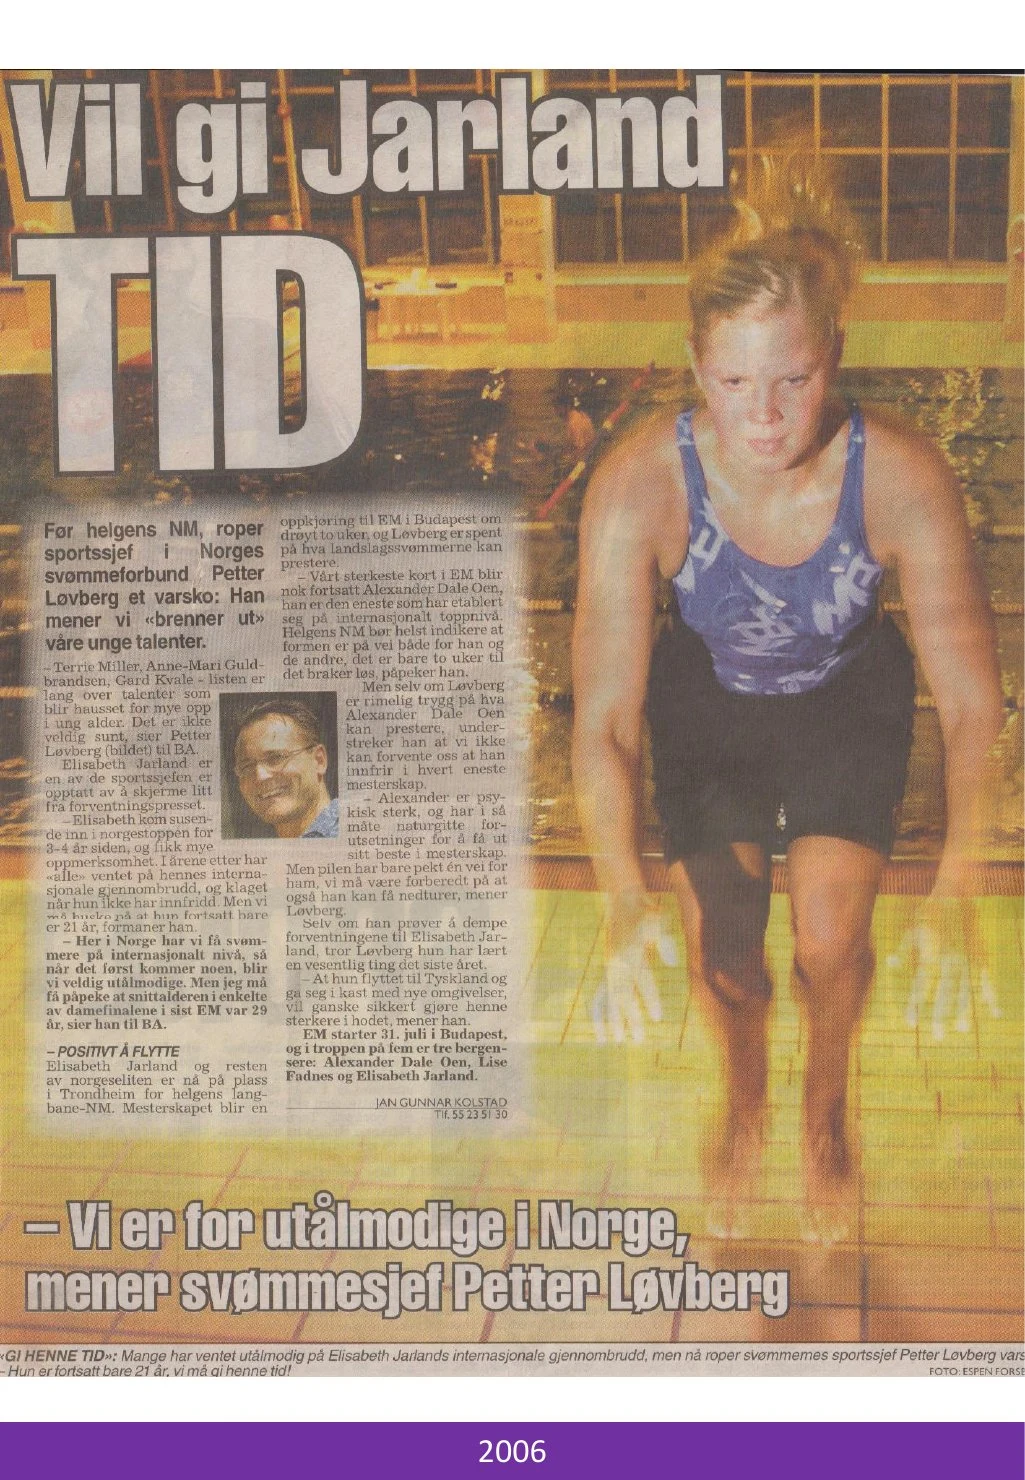 Vil gi Jarland
TID
Før helgens NM, roper
sportssjef i Norges
svømmeforbund Petter
Løvberg et varsko: Han
mener vi «brenner ut»
våre unge talenter.
– Terrie Miller, Anne-Mari Guld-
brandsen, Gard Kvale – listen er
lang over talenter som
blir hausset for mye opp
i ung alder. Det er ikke
veldig sunt, sier Petter
Løvberg (bildet) til BA.
Elisabeth Jarland er
en av de sportssjefen er
opptatt av å skjerme litt
fra forventningspresset.
– Elisabeth kom susen-
de inn i norgestoppen for
3-4 år siden, og fikk mye
oppmerksomhet. I årene etter har
«alle» ventet på hennes interna-
sjonale gjennombrudd, og klaget
når hun ikke har innfridd. Men vi
må huske på at hun fortsatt bare
er 21 år, formaner han.
– Her i Norge har vi få svøm-
mere på internasjonalt nivå, så
når det først kommer noen, blir
vi veldig utålmodige. Men jeg må
få påpeke at snittalderen i enkelte
av damefinalene i sist EM var 29
år, sier han til BA.
– POSITIVT Å FLYTTE
Elisabeth Jarland og resten
av norgeseliten er nå på plass
i Trondheim for helgens lang-
bane-NM. Mesterskapet blir en
oppkjøring til EM i Budapest om
drøyt to uker, og Løvberg er spent
på hva landslagssvømmerne kan
prestere.
– Vårt sterkeste kort i EM blir
nok fortsatt Alexander Dale Oen,
han er den eneste som har etablert
seg på internasjonalt toppnivå.
Helgens NM bør helst indikere at
formen er på vei både for han og
de andre, det er bare to uker til
det braker løs, påpeker han.
Men selv om Løvberg
er rimelig trygg på hva
Alexander Dale Oen
kan prestere, under-
streker han at vi ikke
kan forvente oss at han
innfrir i hvert eneste
mesterskap.
– Alexander er psy-
kisk sterk, og har i så
måte naturgitte for-
utsetninger for å få ut
sitt beste i mesterskap.
Men pilen har bare pekt én vei for
ham, vi må være forberedt på at
også han kan få nedturer, mener
Løvberg.
Selv om han prøver å dempe
forventningene til Elisabeth Jar-
land, tror Løvberg hun har lært
en vesentlig ting det siste året.
– At hun flyttet til Tyskland og
ga seg i kast med nye omgivelser,
vil ganske sikkert gjøre henne
sterkere i hodet, mener han.
EM starter 31. juli i Budapest,
og i troppen på fem er tre bergen-
sere: Alexander Dale Oen, Lise
Fadnes og Elisabeth Jarland.
JAN GUNNAR KOLSTAD
Tlf. 55 23 51 30
– Vi er for utålmodige i Norge,
mener svømmesjef Petter Løvberg
«GI HENNE TID»: Mange har ventet utålmodig på Elisabeth Jarlands internasjonale gjennombrudd, men nå roper svømmernes sportssjef Petter Løvberg vars
– Hun er fortsatt bare 21 år, vi må gi henne tid!
FOTO: ESPEN FORSE
2006